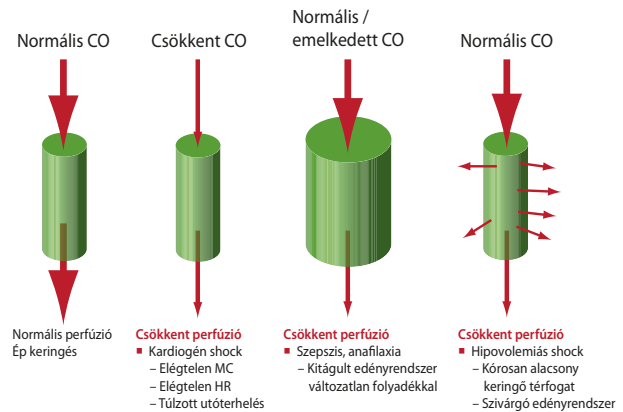 Normális CO
Csökkent CO
Normális /
emelkedett CO
Normális CO
Normális perfúzió
Ép keringés
Csökkent perfúzió
▪ Kardiogén shock
– Elégtelen MC
– Elégtelen HR
– Túlzott utóterhelés
Csökkent perfúzió
▪ Szepszis, anafilaxia
– Kitágult edényrendszer
változatlan folyadékkal
Csökkent perfúzió
▪ Hipovolemiás shock
– Kórosan alacsony
keringő térfogat
– Szivárgó edényrendszer